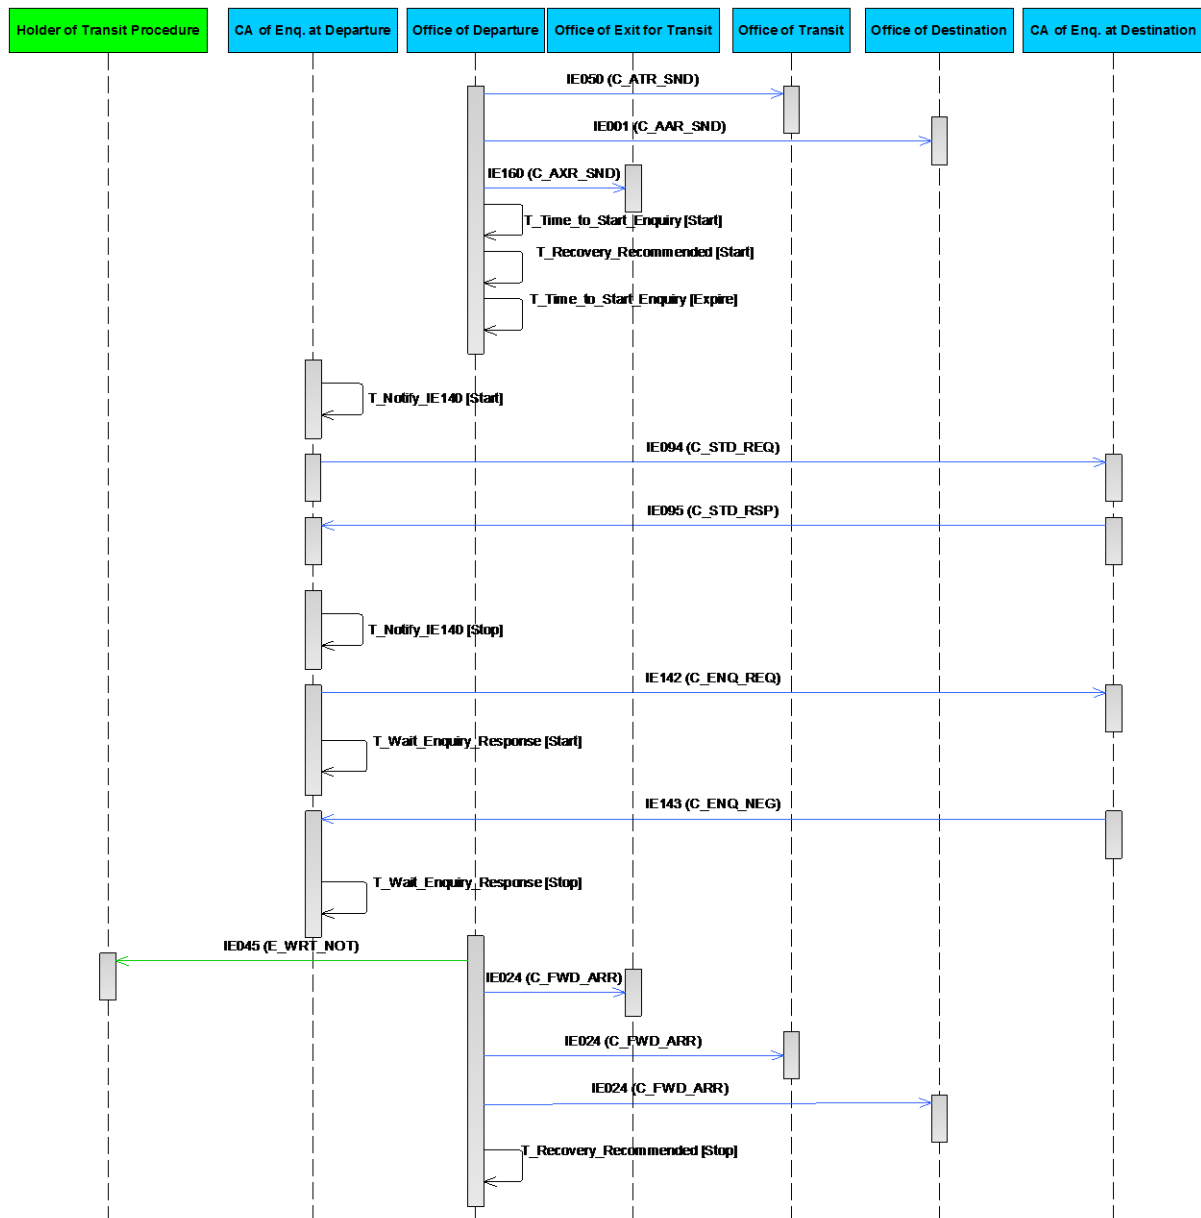 Holder of Transit Procedure
CA of Enq. at Departure
Office of Departure
Office of Exit for Transit
Office of Transit
Office of Destination
CA of Enq. at Destination
IE050 (C_ATR_SND)
IE001 (C_AAR_SND)
IE160 (C_AXR_SND)
T_Time_to_Start_Enquiry [Start]
T_Recovery_Recommended [Start]
T_Time_to_Start_Enquiry [Expire]
T_Notify_IE140 [Start]
IE094 (C_STD_REQ)
IE095 (C_STD_RSP)
T_Notify_IE140 [Stop]
IE142 (C_ENQ_REQ)
T_Wait_Enquiry_Response [Start]
IE143 (C_ENQ_NEG)
T_Wait_Enquiry_Response [Stop]
IE045 (E_WRT_NOT)
IE024 (C_FWD_ARR)
IE024 (C_FWD_ARR)
IE024 (C_FWD_ARR)
T_Recovery_Recommended [Stop]